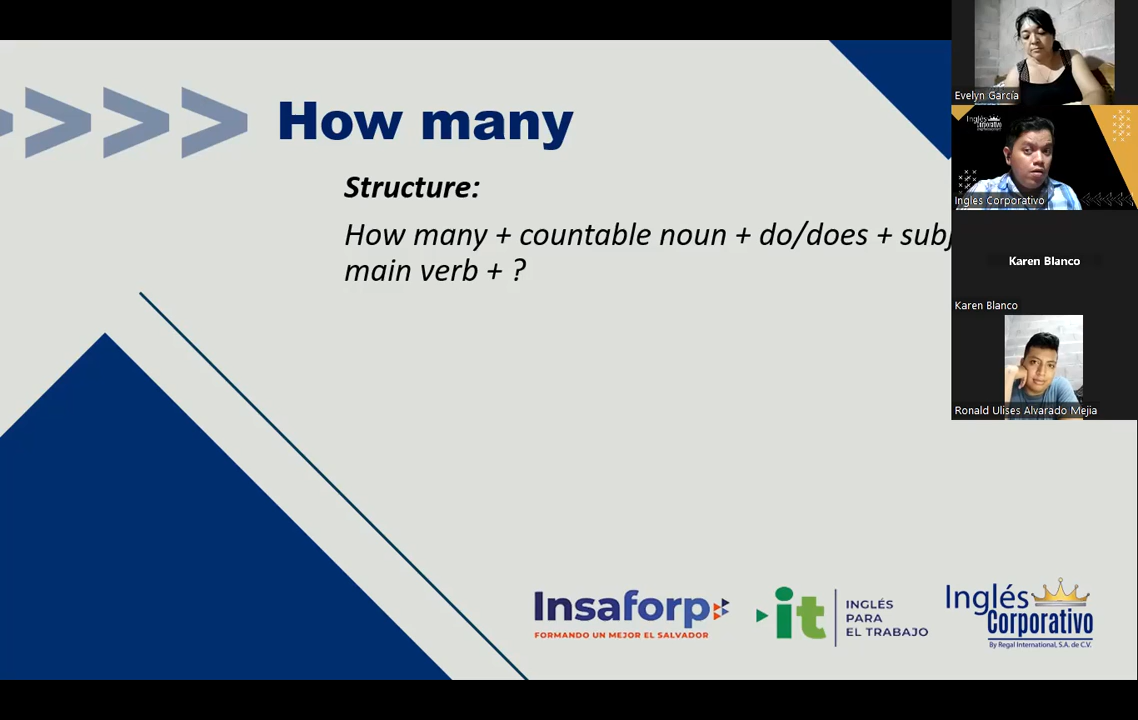 How many
Structure:
How many + countable noun + do/does + subj
main verb + ?
Evelyn García
Inglés
Corporativo
Ingles Corporativo
Karen Blanco
Karen Blanco
Ronald Ulises Alvarado Mejia
Insaforp
FORMANDO UN MEJOR EL SALVADOR
it
INGLÉS
PARA
EL TRABAJO
Inglés
Corporativo
By Regal International, S.A. de C.V.